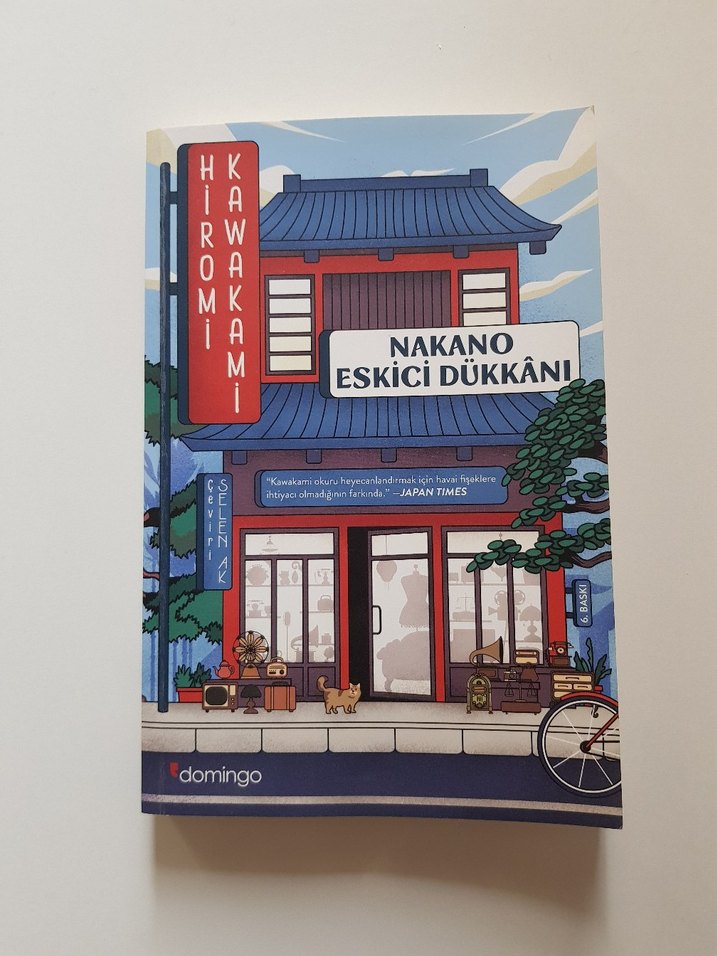 HİROMİ
KAWAKAMİ
NAKANO
ESKİCİ DÜKKÂNI
"Kawakami okuru heyecanlandırmak için havai fişeklere
ihtiyacı olmadığının farkında." —JAPAN TIMES
Çeviri
SELEN AK
6. BASKI
domingo